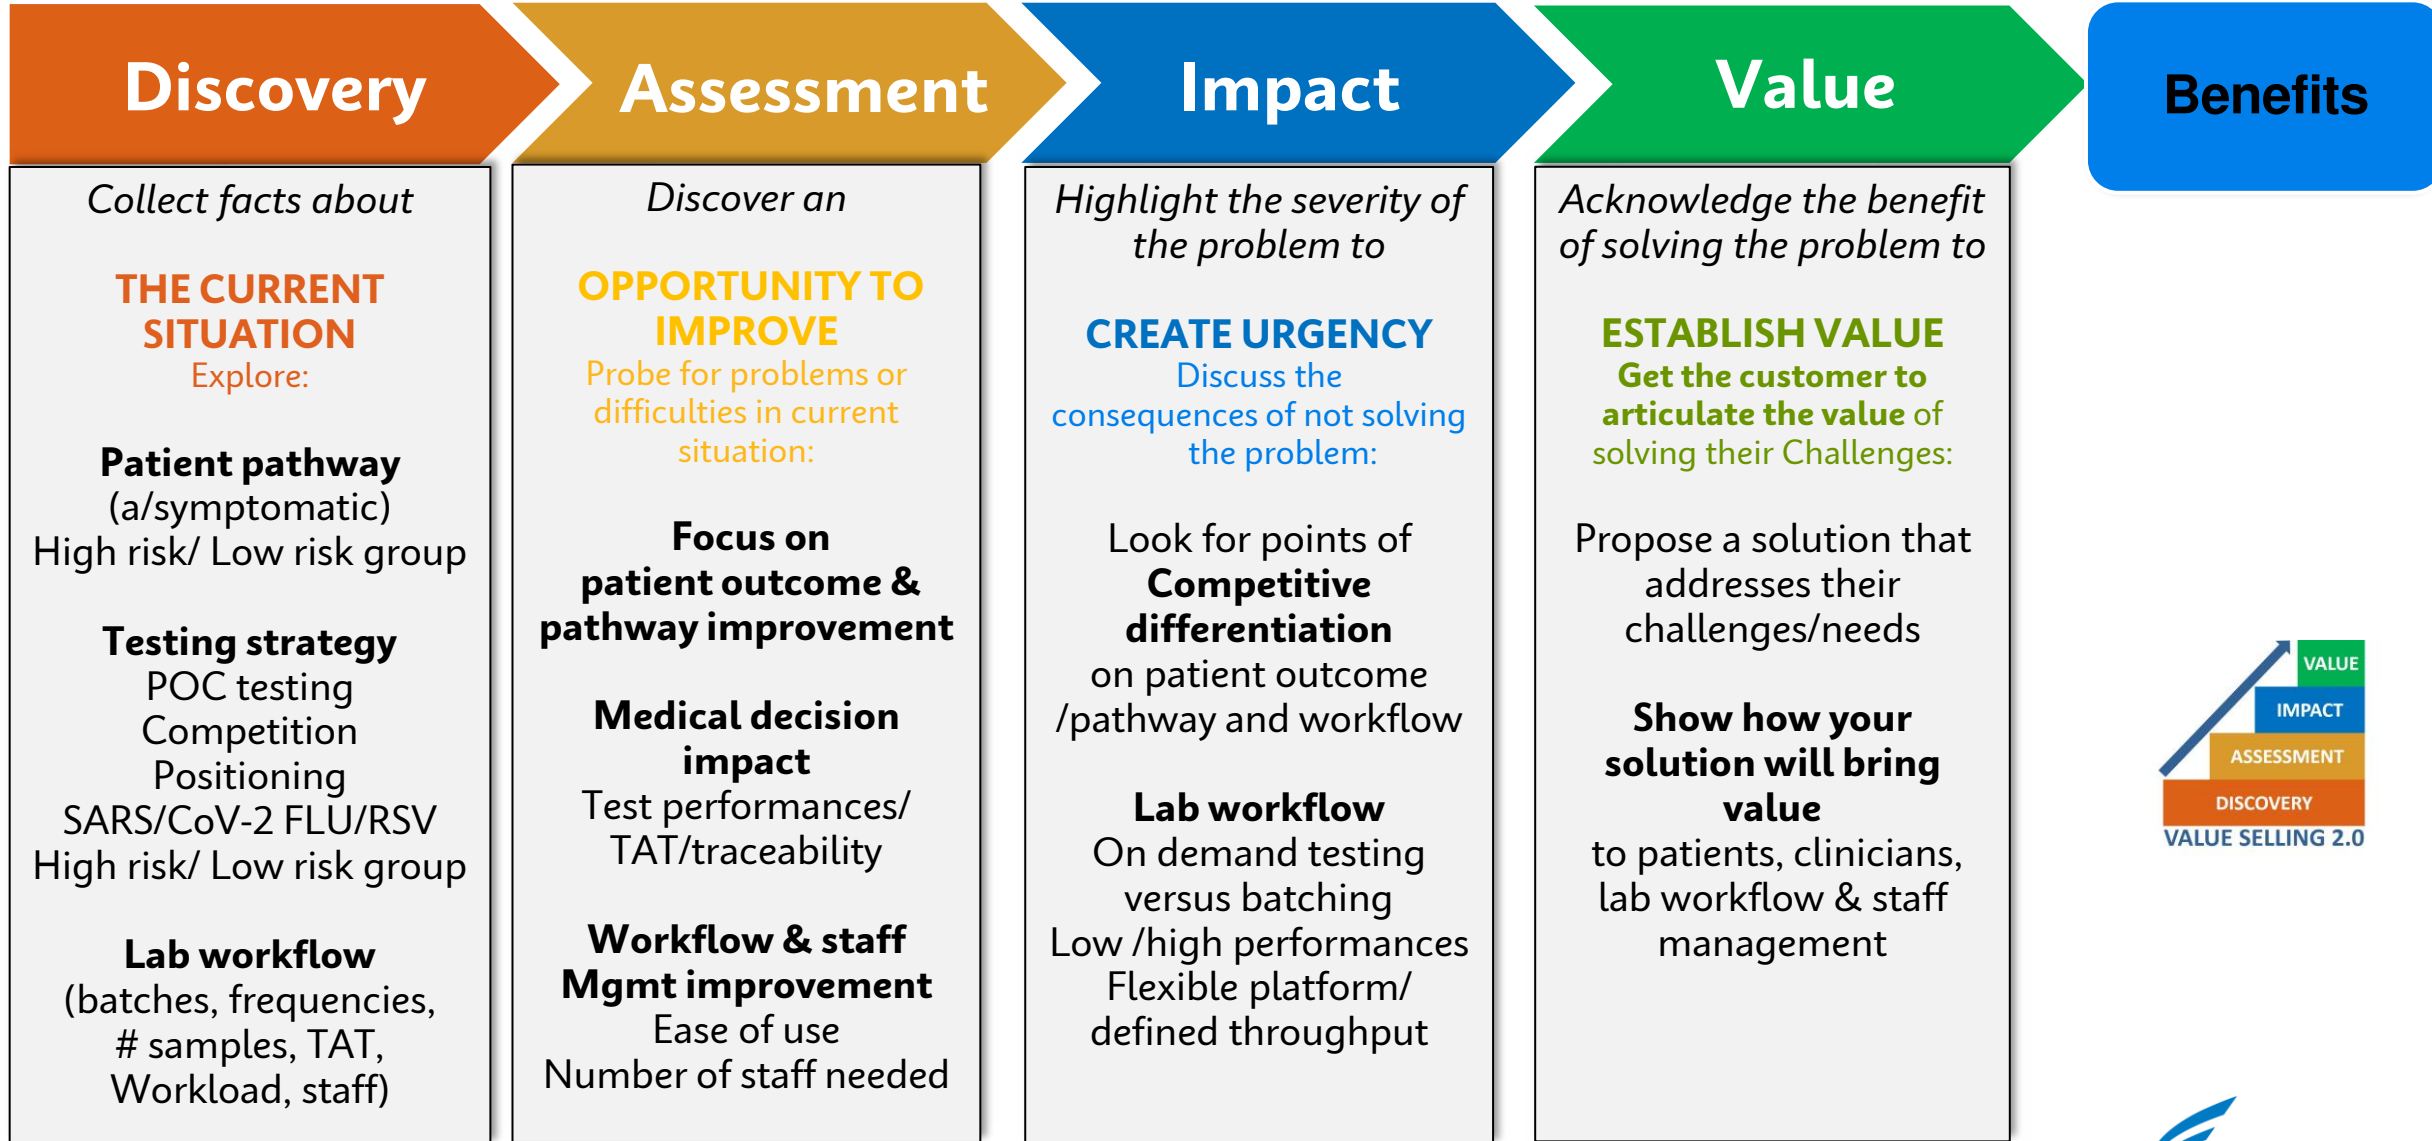 Discovery
Assessment
Impact
Value
Benefits
Collect facts about
THE CURRENT
SITUATION
Explore:
Patient pathway
(a/symptomatic)
High risk/ Low risk group
Testing strategy
POC testing
Competition
Positioning
SARS/CoV-2 FLU/RSV
High risk/ Low risk group
Lab workflow
(batches, frequencies,
# samples, TAT,
Workload, staff)
Discover an
OPPORTUNITY TO
IMPROVE
Probe for problems or
difficulties in current
situation:
Focus on
patient outcome &
pathway improvement
Medical decision
impact
Test performances/
TAT/traceability
Workflow & staff
Mgmt improvement
Ease of use
Number of staff needed
Highlight the severity of
the problem to
CREATE URGENCY
Discuss the
consequences of not solving
the problem:
Look for points of
Competitive
differentiation
on patient outcome
/pathway and workflow
Lab workflow
On demand testing
versus batching
Low /high performances
Flexible platform/
defined throughput
Acknowledge the benefit
of solving the problem to
ESTABLISH VALUE
Get the customer to
articulate the value of
solving their Challenges:
Propose a solution that
addresses their
challenges/needs
Show how your
solution will bring
value
to patients, clinicians,
lab workflow & staff
management
VALUE
IMPACT
ASSESSMENT
DISCOVERY
VALUE SELLING 2.0